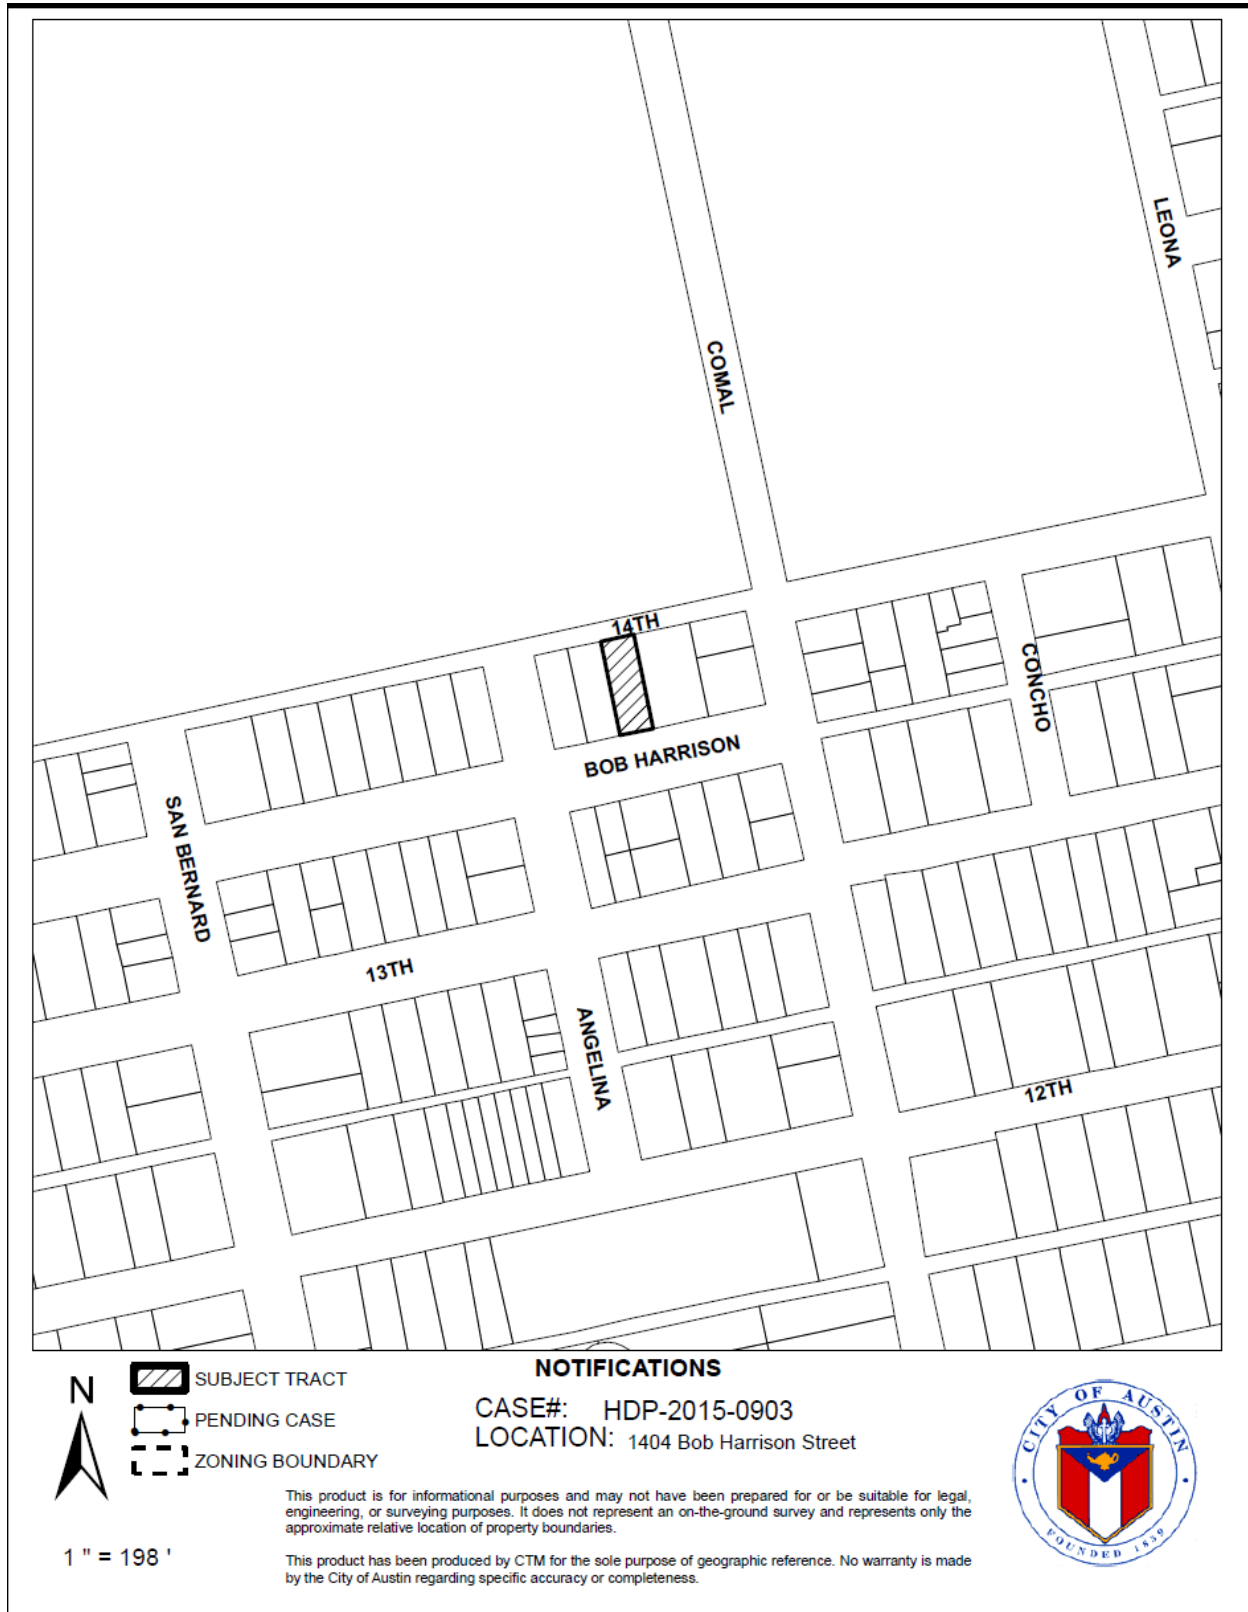 LEONA
COMAL
14TH
CONCHO
BOB HARRISON
SAN BERNARD
13TH
ANGELINA
12TH
N
SUBJECT TRACT
PENDING CASE
ZONING BOUNDARY
1 " = 198 '
NOTIFICATIONS
CASE#: HDP-2015-0903
LOCATION: 1404 Bob Harrison Street
This product is for informational purposes and may not have been prepared for or be suitable for legal,
engineering, or surveying purposes. It does not represent an on-the-ground survey and represents only the
approximate relative location of property boundaries.
This product has been produced by CTM for the sole purpose of geographic reference. No warranty is made
by the City of Austin regarding specific accuracy or completeness.
CITY OF AUSTIN
FOUNDED 1839